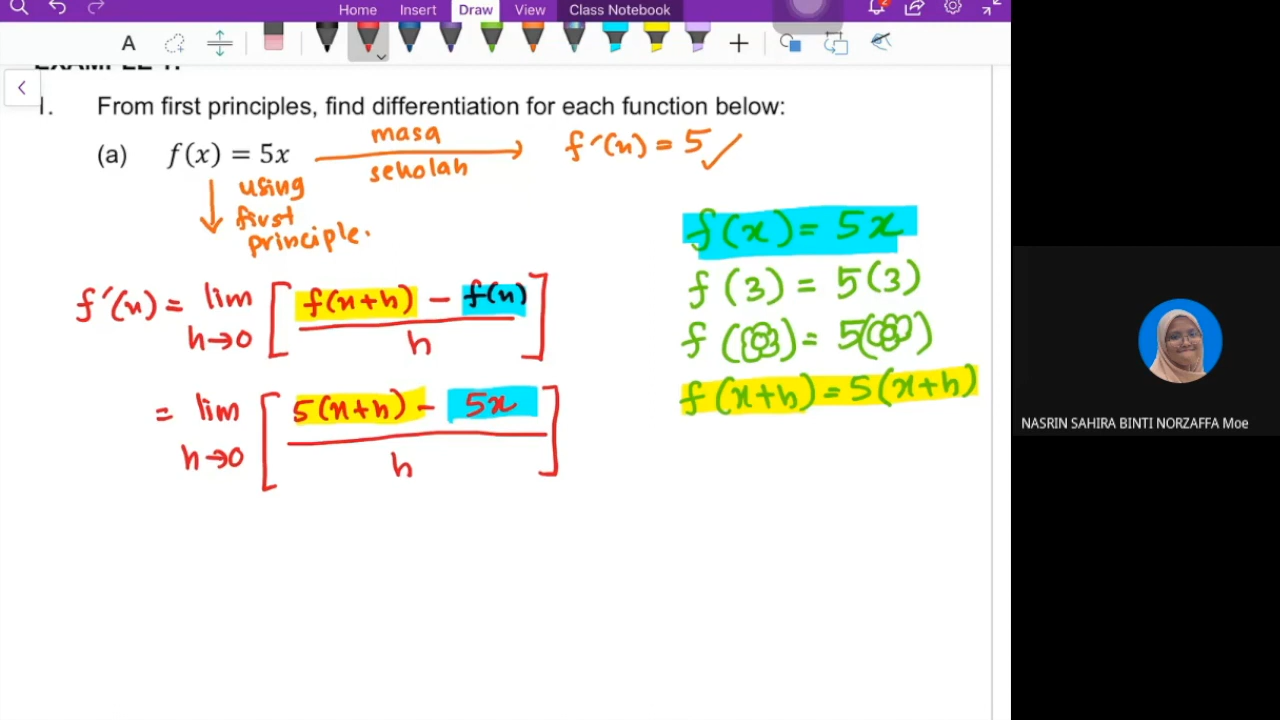 Home Insert Draw View Class Notebook
2
A
EXAMPLE 1:
1. From first principles, find differentiation for each function below:
(a) f(x) = 5x
masa
sekolah
f'(x) = 5 ✓
using
first
principle.
f'(x) = lim h→0 [ f(x+h) − f(x) / h ]
= lim h→0 [ 5(x+h) − 5x / h ]
f(x) = 5x
f(3) = 5(3)
f( ) = 5( )
f(x+h) = 5(x+h)
NASRIN SAHIRA BINTI NORZAFFA Moe